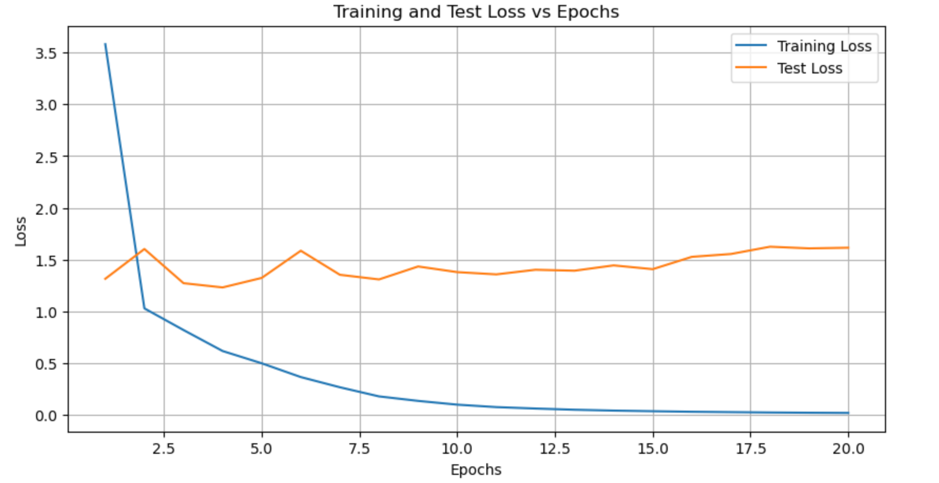 Training and Test Loss vs Epochs
Training Loss
Test Loss
3.5
3.0
2.5
2.0
1.5
1.0
0.5
0.0
Loss
2.5 5.0 7.5 10.0 12.5 15.0 17.5 20.0
Epochs